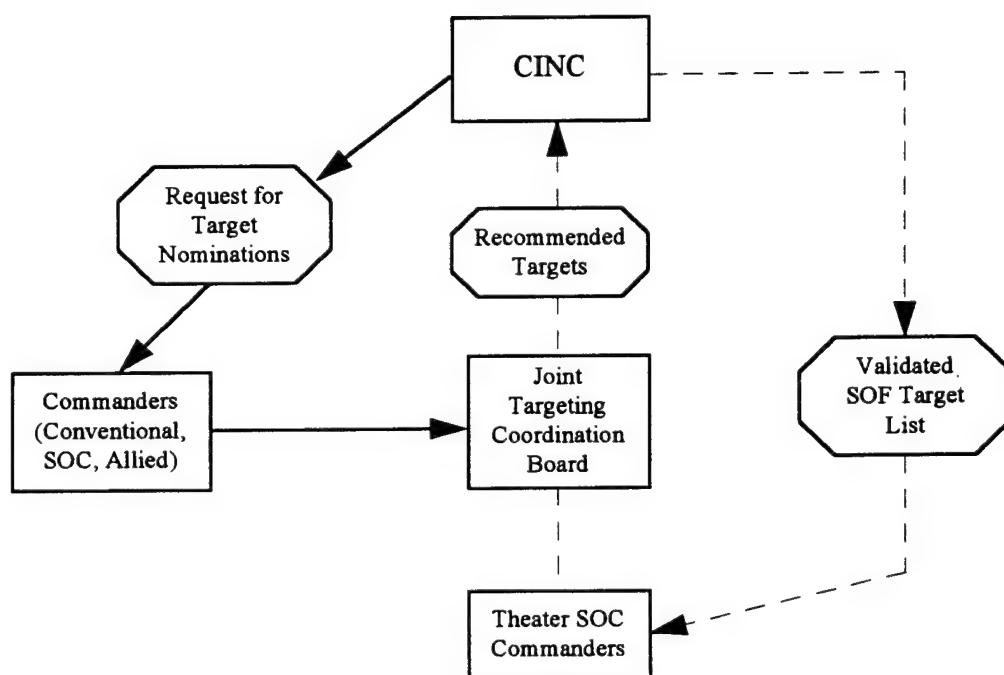 CINC
Request for
Target
Nominations
Recommended
Targets
Commanders
(Conventional,
SOC, Allied)
Joint
Targeting
Coordination
Board
Validated
SOF Target
List
Theater SOC
Commanders